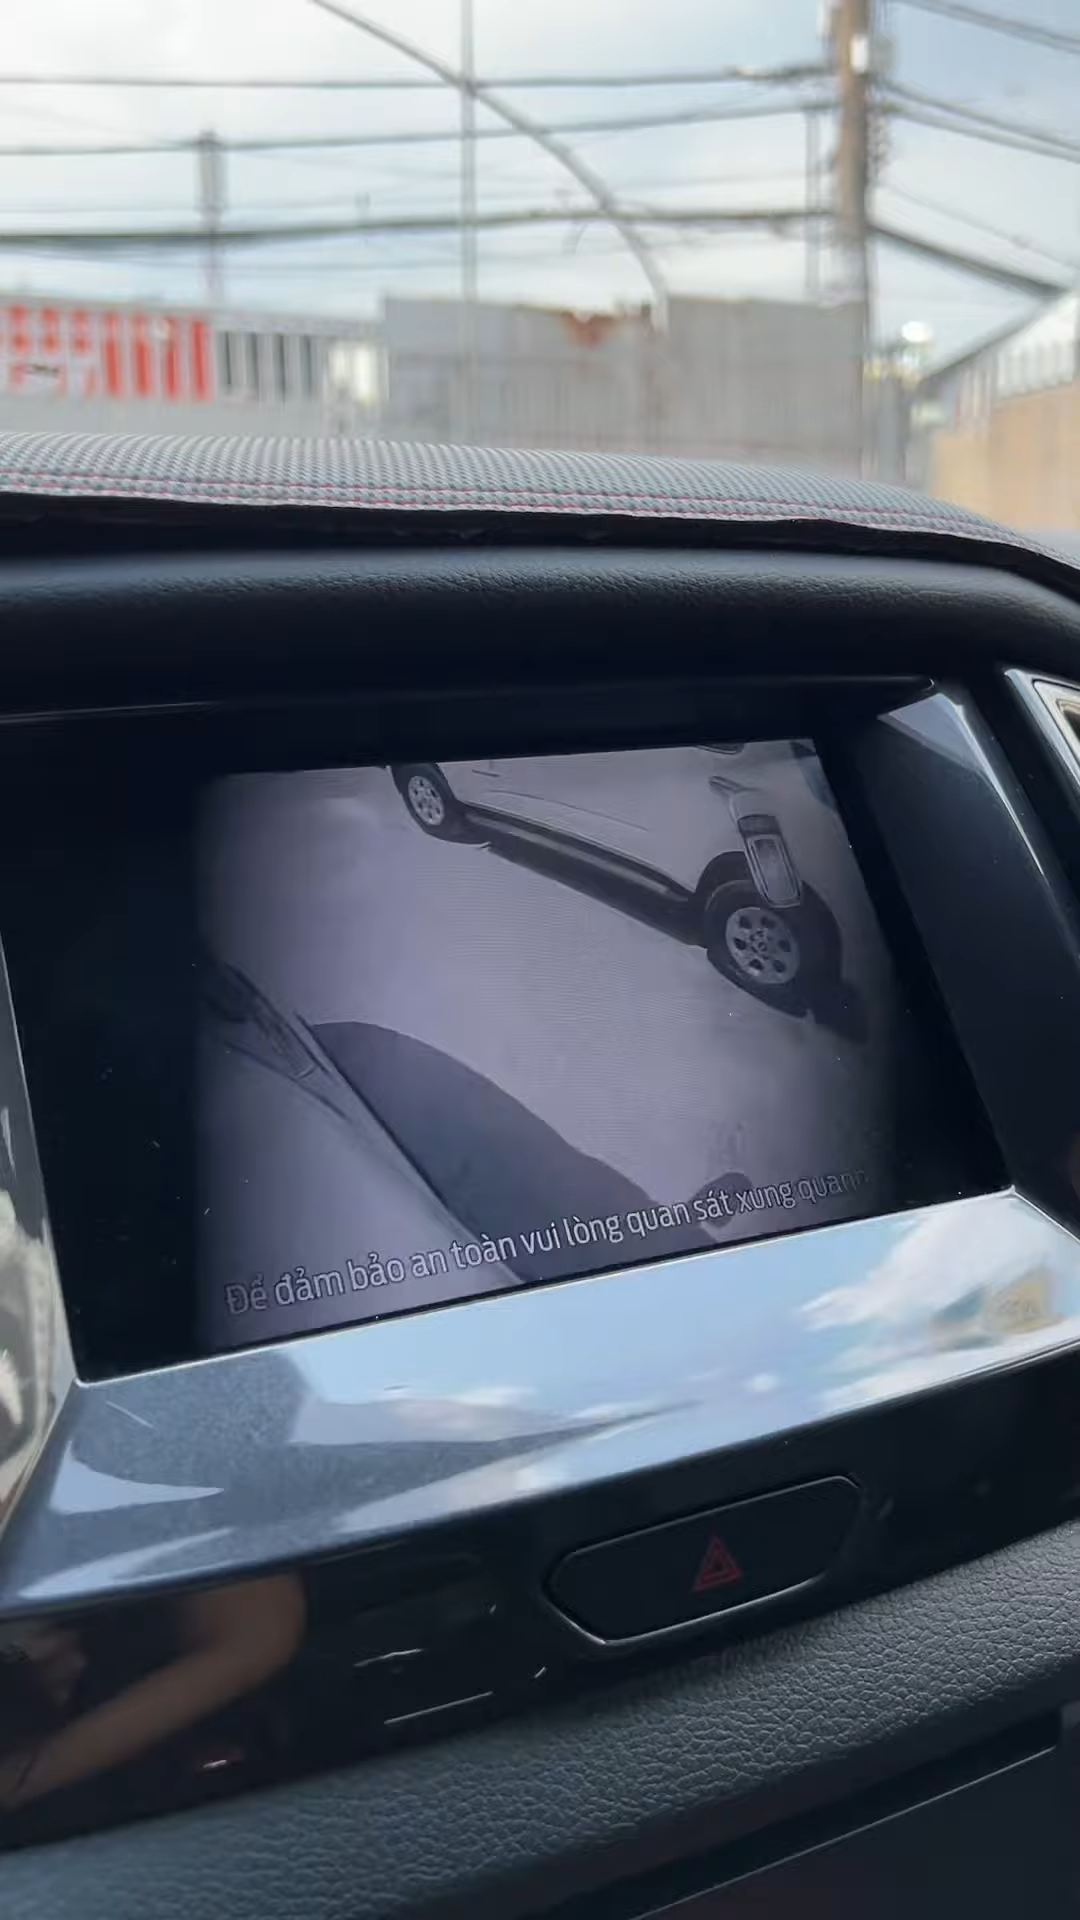 Để đảm bảo an toàn vui lòng quan sát xung quanh